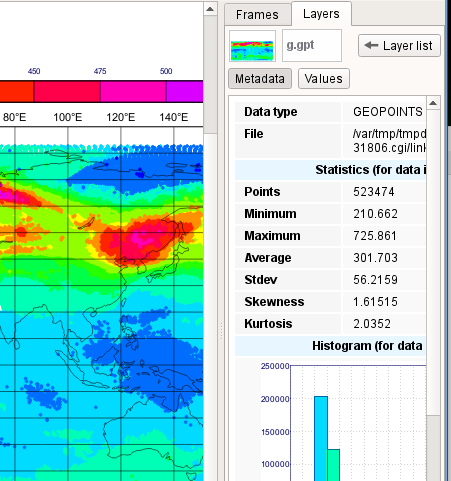 Frames Layers
g.gpt Layer list
Metadata Values
450 475 500
80°E 100°E 120°E 140°E
Data type GEOPOINTS
File /var/tmp/tmpd
31806.cgi/linl
Statistics (for data i
Points 523474
Minimum 210.662
Maximum 725.861
Average 301.703
Stdev 56.2159
Skewness 1.61515
Kurtosis 2.0352
Histogram (for data
250000
200000
150000
100000